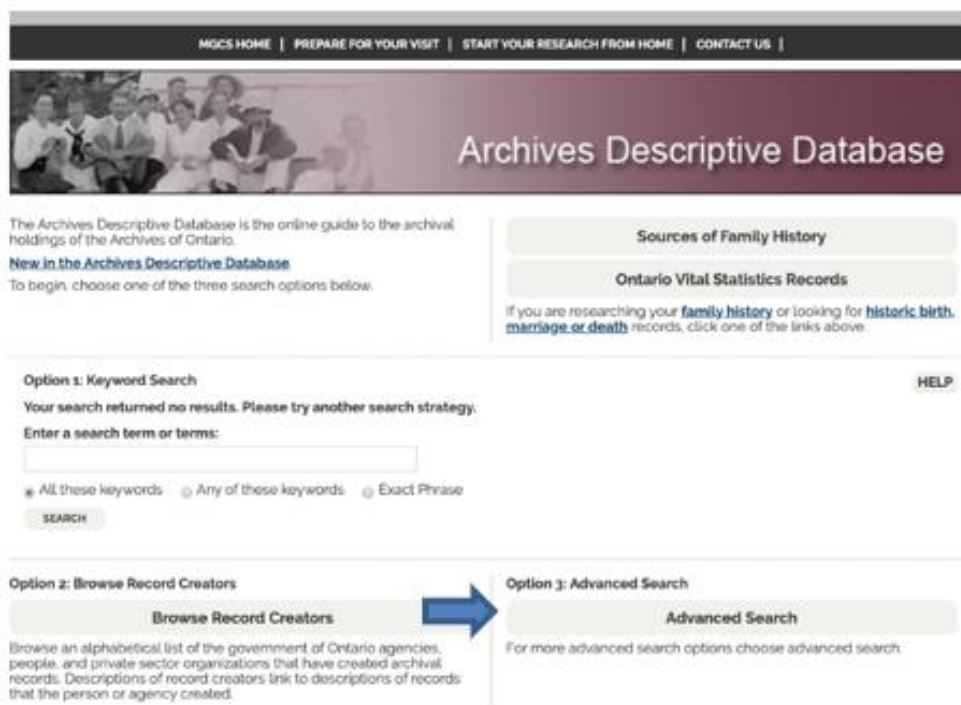 MGCS HOME | PREPARE FOR YOUR VISIT | START YOUR RESEARCH FROM HOME | CONTACT US |
Archives Descriptive Database
The Archives Descriptive Database is the online guide to the archival
holdings of the Archives of Ontario.
New in the Archives Descriptive Database
To begin, choose one of the three search options below.
Sources of Family History
Ontario Vital Statistics Records
If you are researching your family history or looking for historic birth,
marriage or death records, click one of the links above.
Option 1: Keyword Search
HELP
Your search returned no results. Please try another search strategy.
Enter a search term or terms:
All these keywords Any of these keywords Exact Phrase
SEARCH
Option 2: Browse Record Creators
Browse Record Creators
Browse an alphabetical list of the government of Ontario agencies,
people, and private sector organizations that have created archival
records. Descriptions of record creators link to descriptions of records
that the person or agency created.
Option 3: Advanced Search
Advanced Search
For more advanced search options choose advanced search.